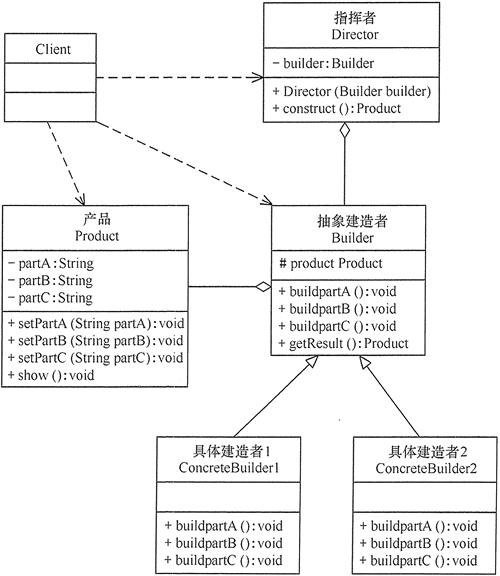 Client
指挥者
Director
- builder:Builder
+ Director(Builder builder)
+ construct():Product
产品
Product
- partA:String
- partB:String
- partC:String
+ setPartA(String partA):void
+ setPartB(String partB):void
+ setPartC(String partC):void
+ show():void
抽象建造者
Builder
# product Product
+ buildpartA():void
+ buildpartB():void
+ buildpartC():void
+ getResult():Product
具体建造者1
ConcreteBuilder1
+ buildpartA():void
+ buildpartB():void
+ buildpartC():void
具体建造者2
ConcreteBuilder2
+ buildpartA():void
+ buildpartB():void
+ buildpartC():void